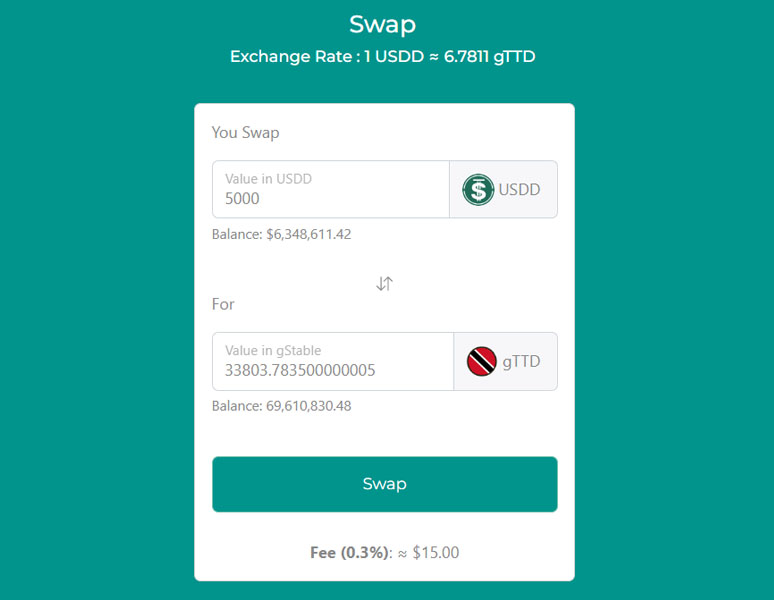 Swap
Exchange Rate : 1 USDD ≈ 6.7811 gTTD
You Swap
Value in USDD
5000
$ USDD
Balance: $6,348,611.42
For
Value in gStable
33803.783500000005
gTTD
Balance: 69,610,830.48
Swap
Fee (0.3%): ≈ $15.00